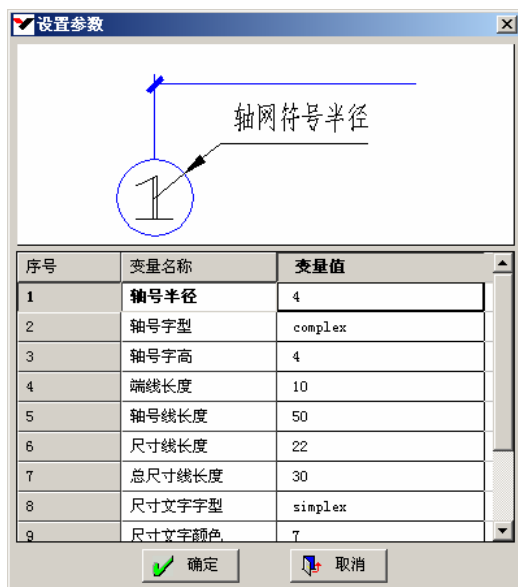 设置参数
轴网符号半径
1
序号 变量名称 变量值
1 轴号半径 4
2 轴号字型 complex
3 轴号字高 4
4 端线长度 10
5 轴号线长度 50
6 尺寸线长度 22
7 总尺寸线长度 30
8 尺寸文字字型 simplex
9 尺寸文字颜色 7
确定 取消